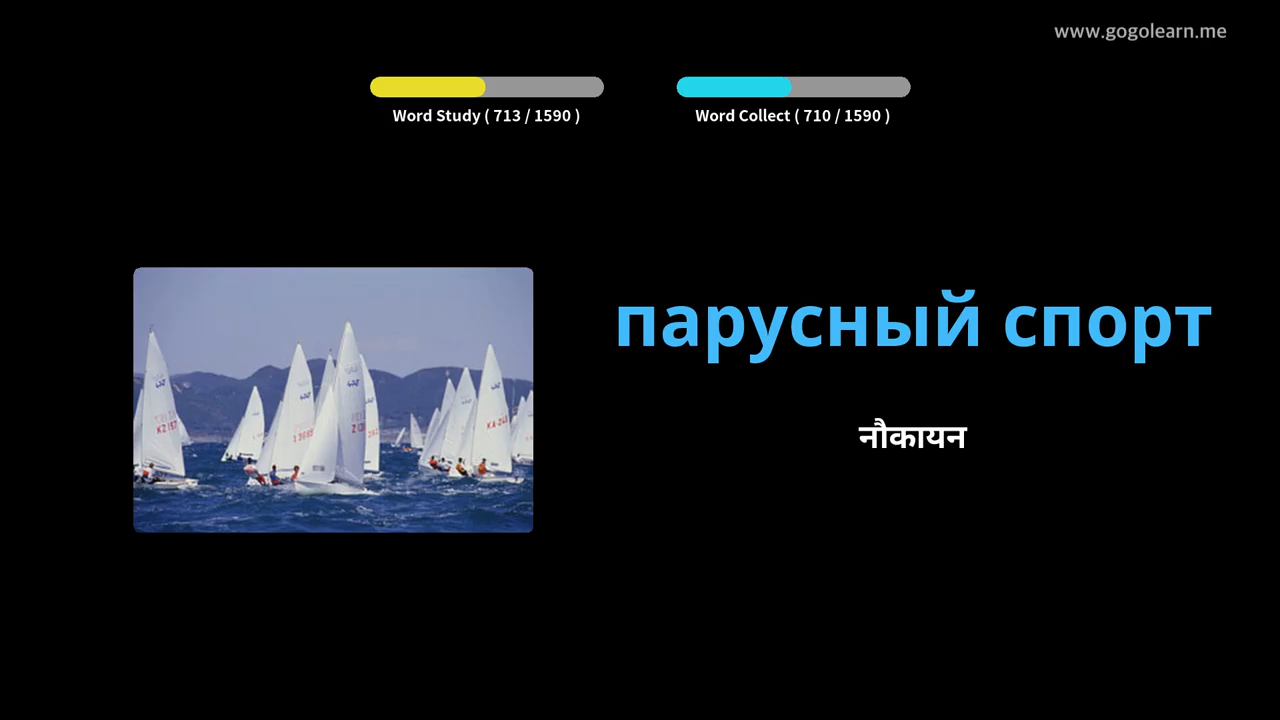 www.gogolearn.me
Word Study ( 713 / 1590 )
Word Collect ( 710 / 1590 )
парусный спорт
नौकायन